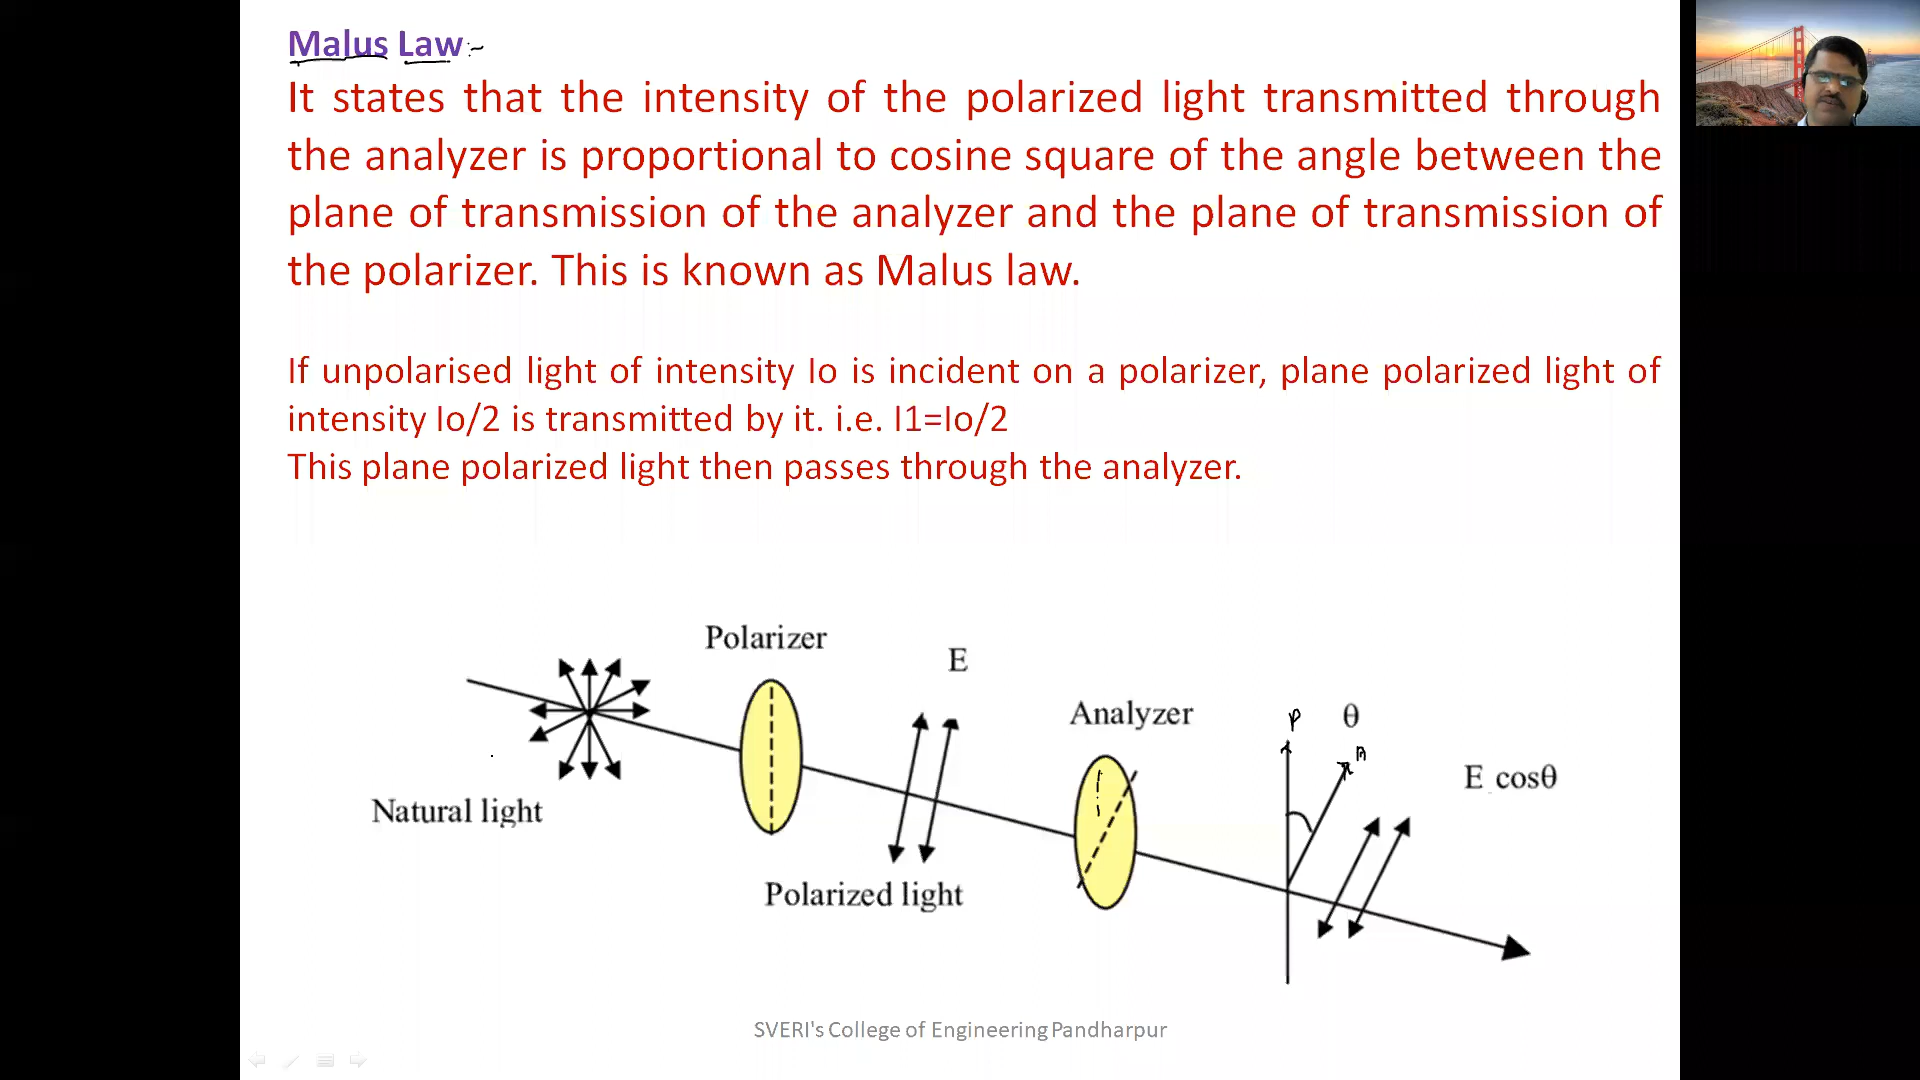 Malus Law:-
It states that the intensity of the polarized light transmitted through
the analyzer is proportional to cosine square of the angle between the
plane of transmission of the analyzer and the plane of transmission of
the polarizer. This is known as Malus law.
If unpolarised light of intensity Io is incident on a polarizer, plane polarized light of
intensity Io/2 is transmitted by it. i.e. I1=Io/2
This plane polarized light then passes through the analyzer.
Polarizer
E
Analyzer
P θ
A
E cosθ
Natural light
Polarized light
SVERI's College of Engineering Pandharpur